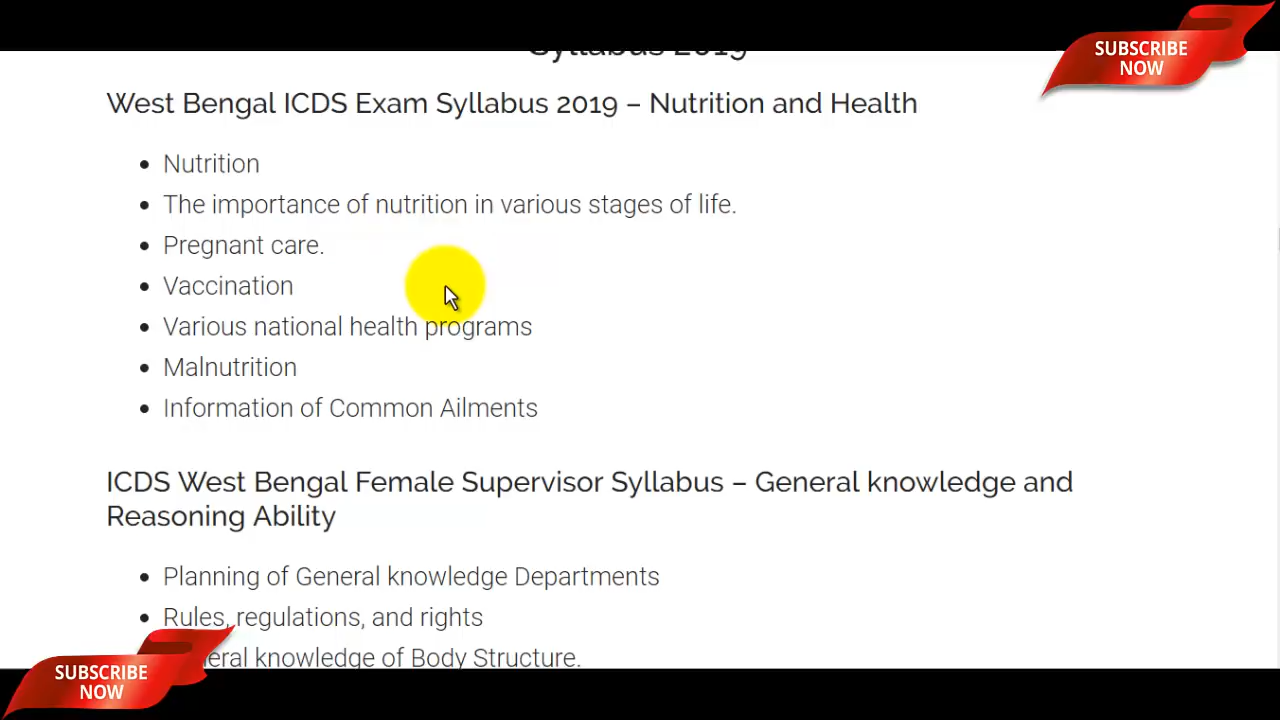 Syllabus 2019
SUBSCRIBE
NOW
West Bengal ICDS Exam Syllabus 2019 – Nutrition and Health
Nutrition
The importance of nutrition in various stages of life.
Pregnant care.
Vaccination
Various national health programs
Malnutrition
Information of Common Ailments
ICDS West Bengal Female Supervisor Syllabus – General knowledge and
Reasoning Ability
Planning of General knowledge Departments
Rules, regulations, and rights
knowledge of Body Structure.
SUBSCRIBE
NOW